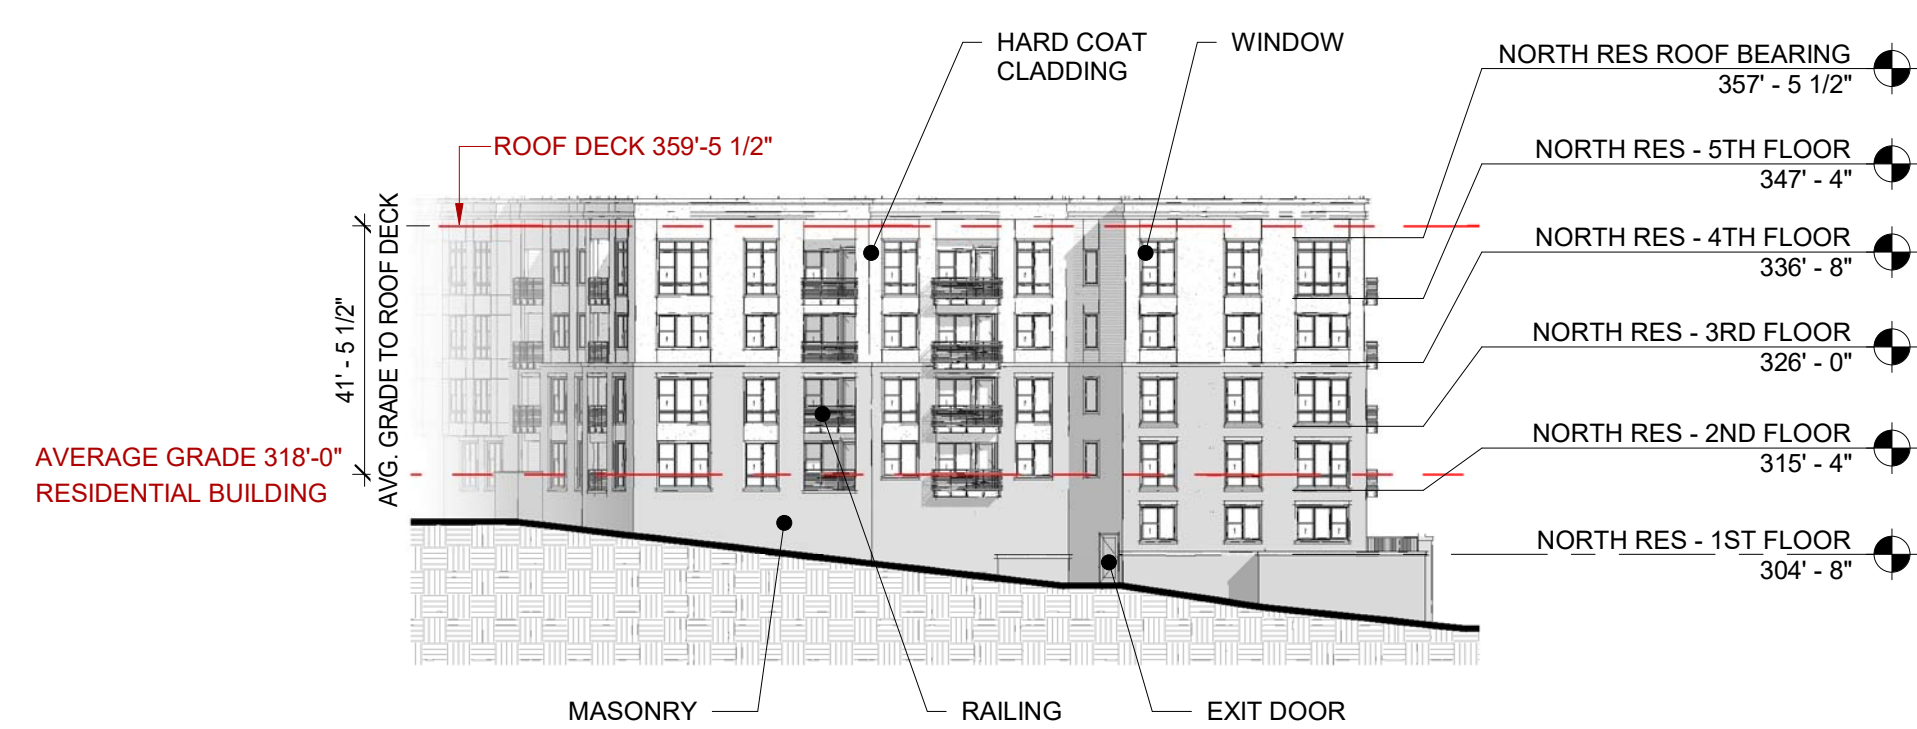 HARD COAT
CLADDING
WINDOW
NORTH RES ROOF BEARING
357' - 5 1/2"
ROOF DECK 359'-5 1/2"
NORTH RES - 5TH FLOOR
347' - 4"
NORTH RES - 4TH FLOOR
336' - 8"
41' - 5 1/2"
AVG. GRADE TO ROOF DECK
NORTH RES - 3RD FLOOR
326' - 0"
AVERAGE GRADE 318'-0"
RESIDENTIAL BUILDING
NORTH RES - 2ND FLOOR
315' - 4"
NORTH RES - 1ST FLOOR
304' - 8"
MASONRY
RAILING
EXIT DOOR